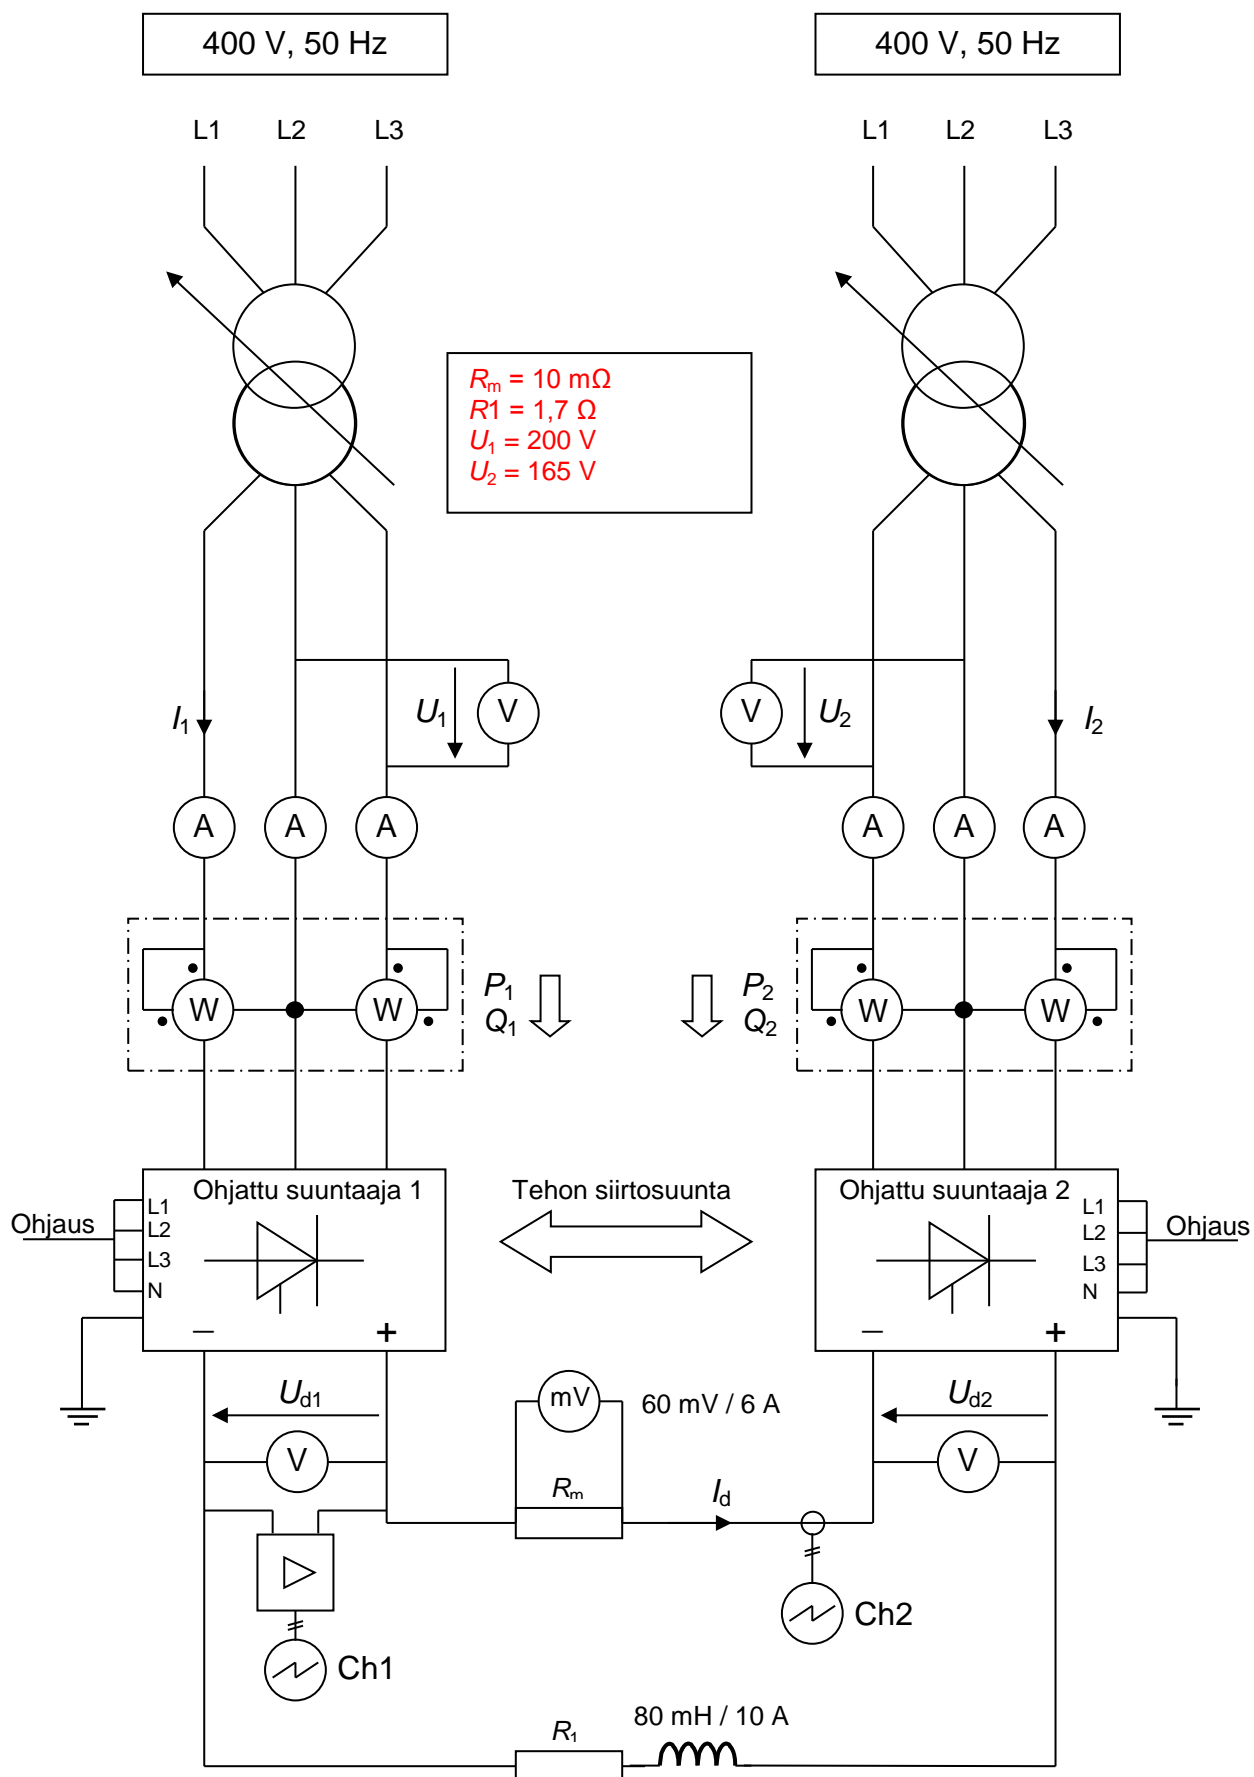 400 V, 50 Hz
400 V, 50 Hz
L1 L2 L3
L1 L2 L3
Rm = 10 mΩ
R1 = 1,7 Ω
U1 = 200 V
U2 = 165 V
I1
U1
V
V
U2
I2
A A A
A A A
W W
P1
Q1
P2
Q2
W W
Ohjattu suuntaaja 1
Tehon siirtosuunta
Ohjattu suuntaaja 2
Ohjaus
L1
L2
L3
N
L1
L2
L3
N
Ohjaus
– +
– +
Ud1
mV
60 mV / 6 A
Ud2
V
V
Rm
Id
Ch2
Ch1
R1
80 mH / 10 A